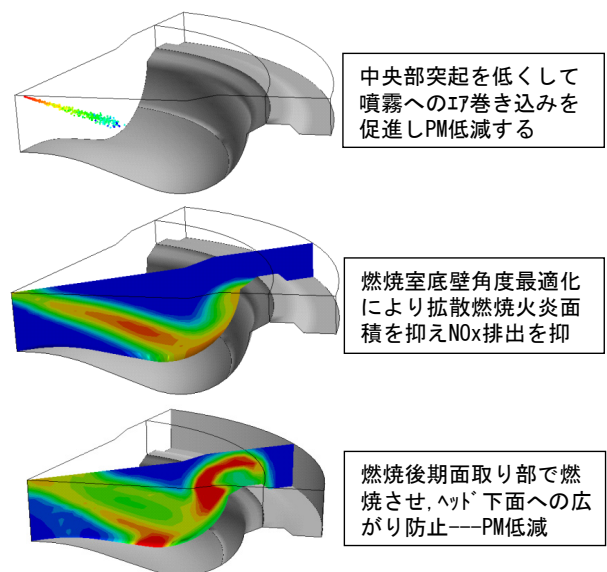 中央部突起を低くして
噴霧へのｴｱ巻き込みを
促進しPM低減する
燃焼室底壁角度最適化
により拡散燃焼火炎面
積を抑えNOx排出を抑
燃焼後期面取り部で燃
焼させ,ﾍｯﾄﾞ下面への広
がり防止---PM低減